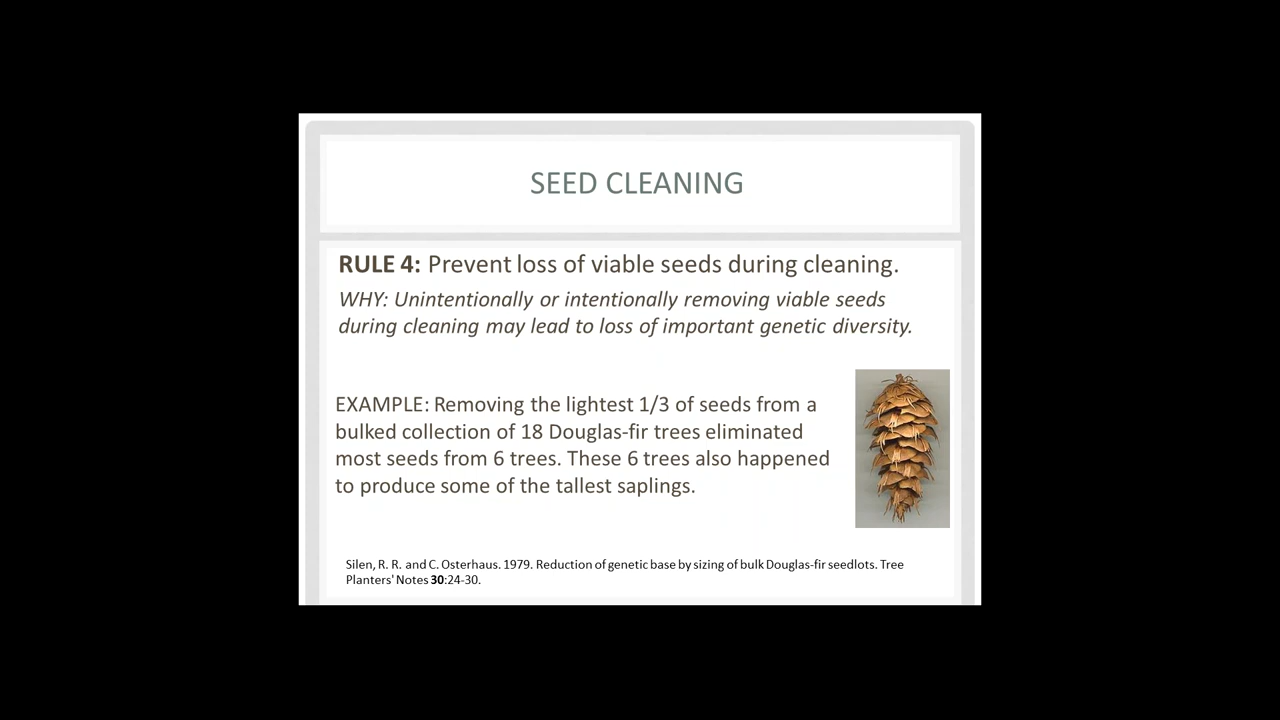 SEED CLEANING
RULE 4: Prevent loss of viable seeds during cleaning.
WHY: Unintentionally or intentionally removing viable seeds
during cleaning may lead to loss of important genetic diversity.
EXAMPLE: Removing the lightest 1/3 of seeds from a
bulked collection of 18 Douglas-fir trees eliminated
most seeds from 6 trees. These 6 trees also happened
to produce some of the tallest saplings.
Silen, R. R. and C. Osterhaus. 1979. Reduction of genetic base by sizing of bulk Douglas-fir seedlots. Tree
Planters' Notes 30:24-30.